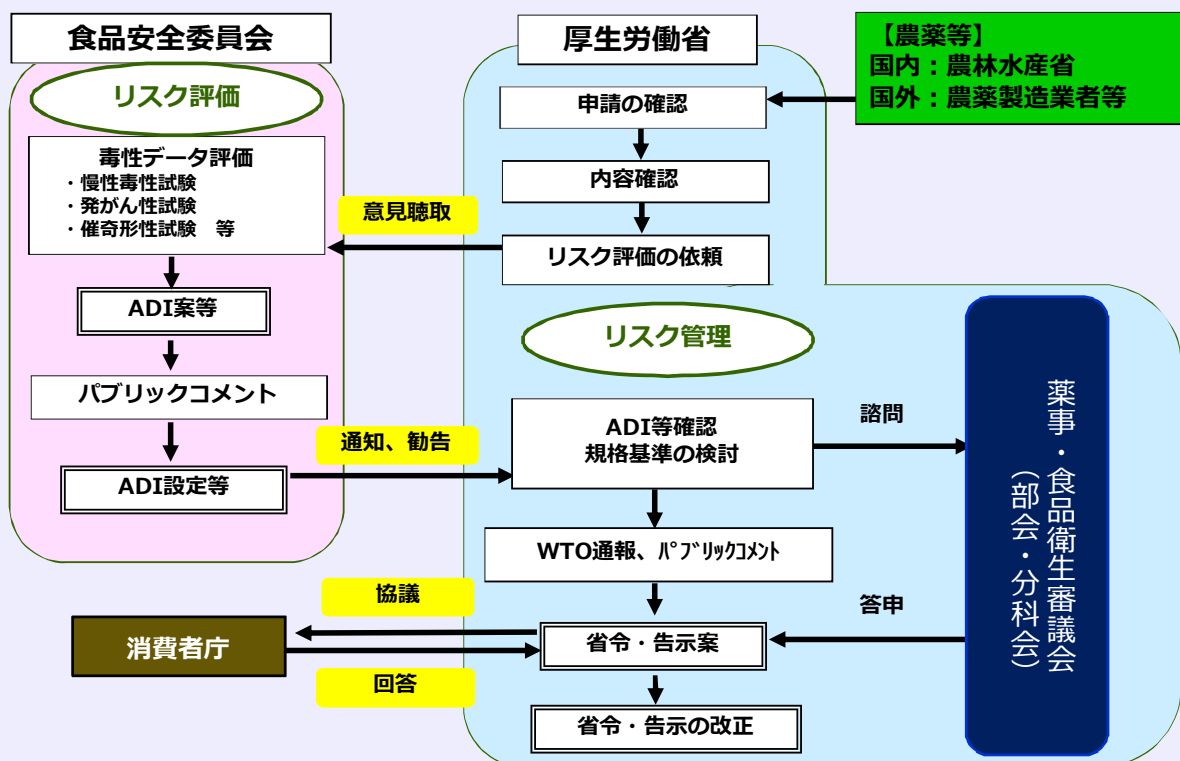 食品安全委員会
リスク評価
毒性データ評価
・慢性毒性試験
・発がん性試験
・催奇形性試験　等
ADI案等
パブリックコメント
ADI設定等
意見聴取
通知、勧告
厚生労働省
申請の確認
内容確認
リスク評価の依頼
リスク管理
ADI等確認
規格基準の検討
WTO通報、ﾊﾟﾌﾞﾘｯｸｺﾒﾝﾄ
省令・告示案
省令・告示の改正
【農薬等】
国内：農林水産省
国外：農薬製造業者等
諮問
答申
薬事・食品衛生審議会
（部会・分科会）
協議
回答
消費者庁